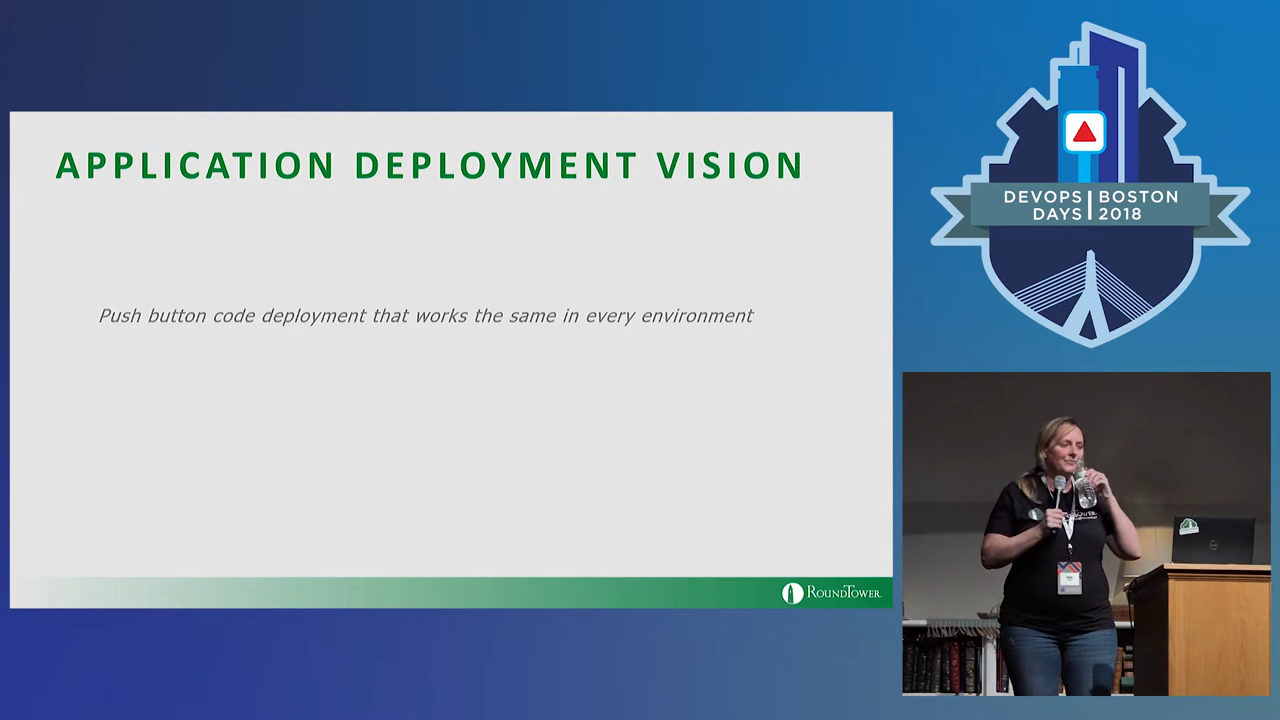 APPLICATION DEPLOYMENT VISION
Push button code deployment that works the same in every environment
ROUNDTOWER
DEVOPS DAYS
BOSTON 2018